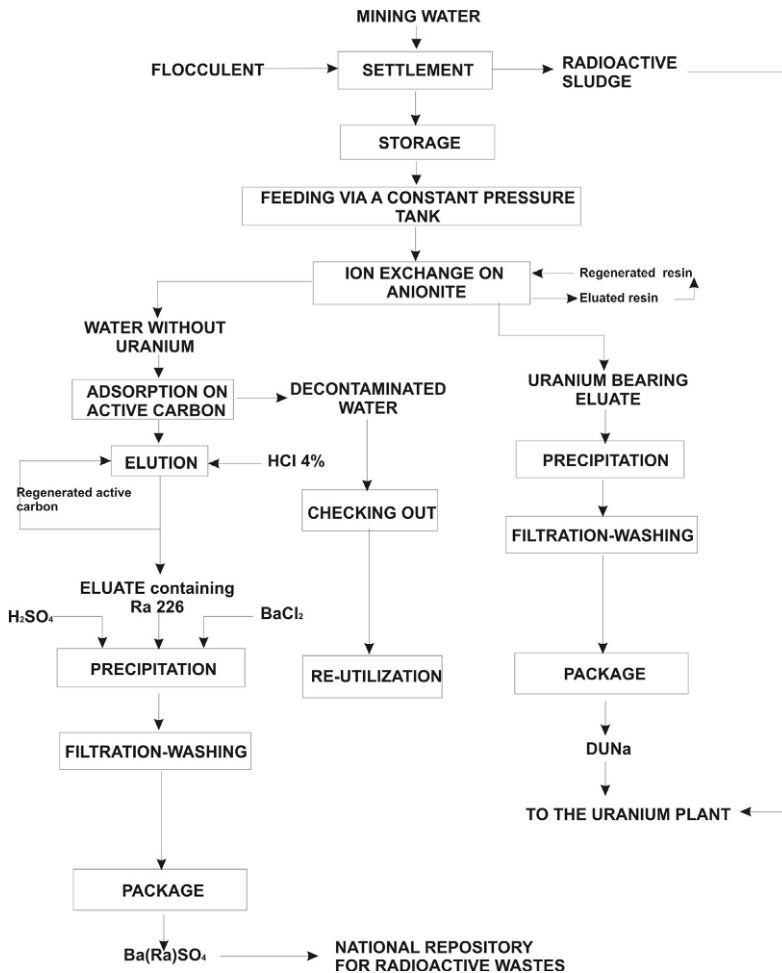 MINING WATER
FLOCCULENT
SETTLEMENT
RADIOACTIVE
SLUDGE
STORAGE
FEEDING VIA A CONSTANT PRESSURE
TANK
ION EXCHANGE ON
ANIONITE
Regenerated resin
Eluated resin
WATER WITHOUT
URANIUM
ADSORPTION ON
ACTIVE CARBON
DECONTAMINATED
WATER
URANIUM BEARING
ELUATE
ELUTION
HCl 4%
PRECIPITATION
Regenerated active
carbon
CHECKING OUT
FILTRATION-WASHING
ELUATE containing
Ra 226
H₂SO₄
BaCl₂
PRECIPITATION
RE-UTILIZATION
PACKAGE
FILTRATION-WASHING
DUNa
TO THE URANIUM PLANT
PACKAGE
Ba(Ra)SO₄
NATIONAL REPOSITORY
FOR RADIOACTIVE WASTES